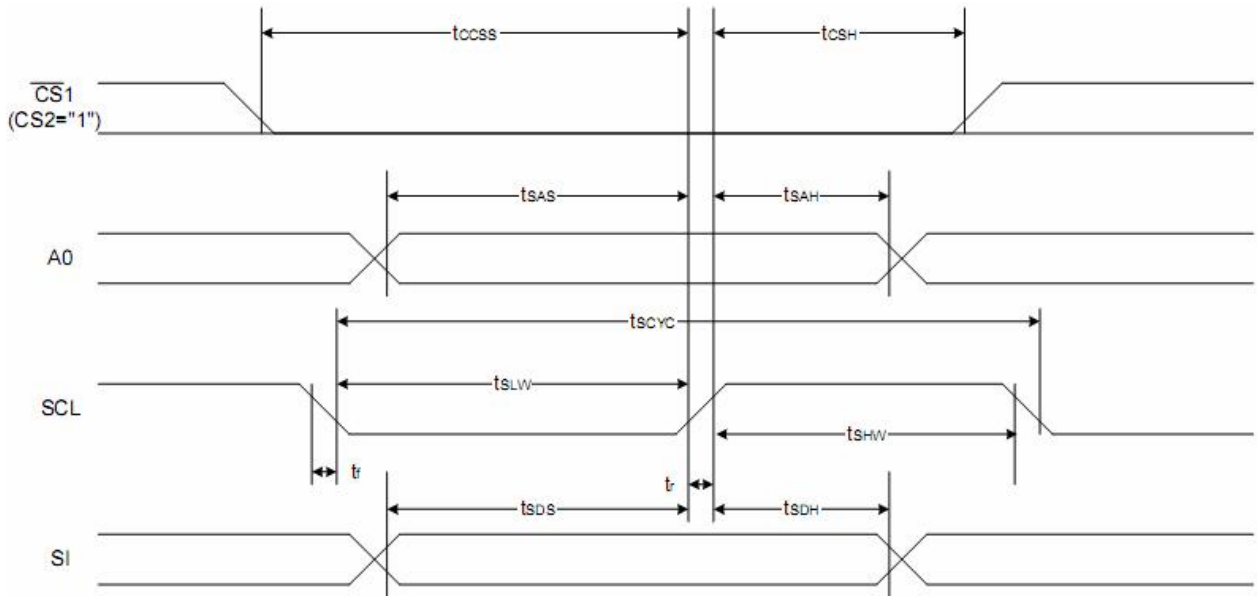 tCCSS
tCSH
CS1
(CS2="1")
tSAS
tSAH
A0
tSCYC
tSLW
SCL
tSHW
tf
tr
tSDS
tSDH
SI